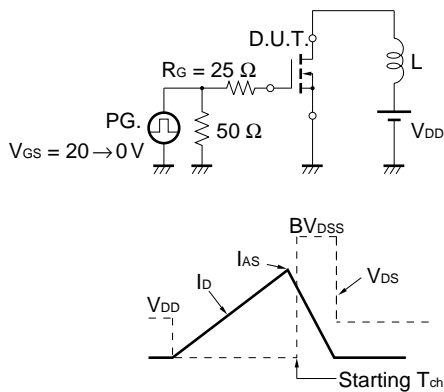 D.U.T.
RG = 25 Ω
L
PG.
50 Ω
VDD
VGS = 20 → 0 V
BVDSS
IAS
ID
VDS
VDD
Starting Tch